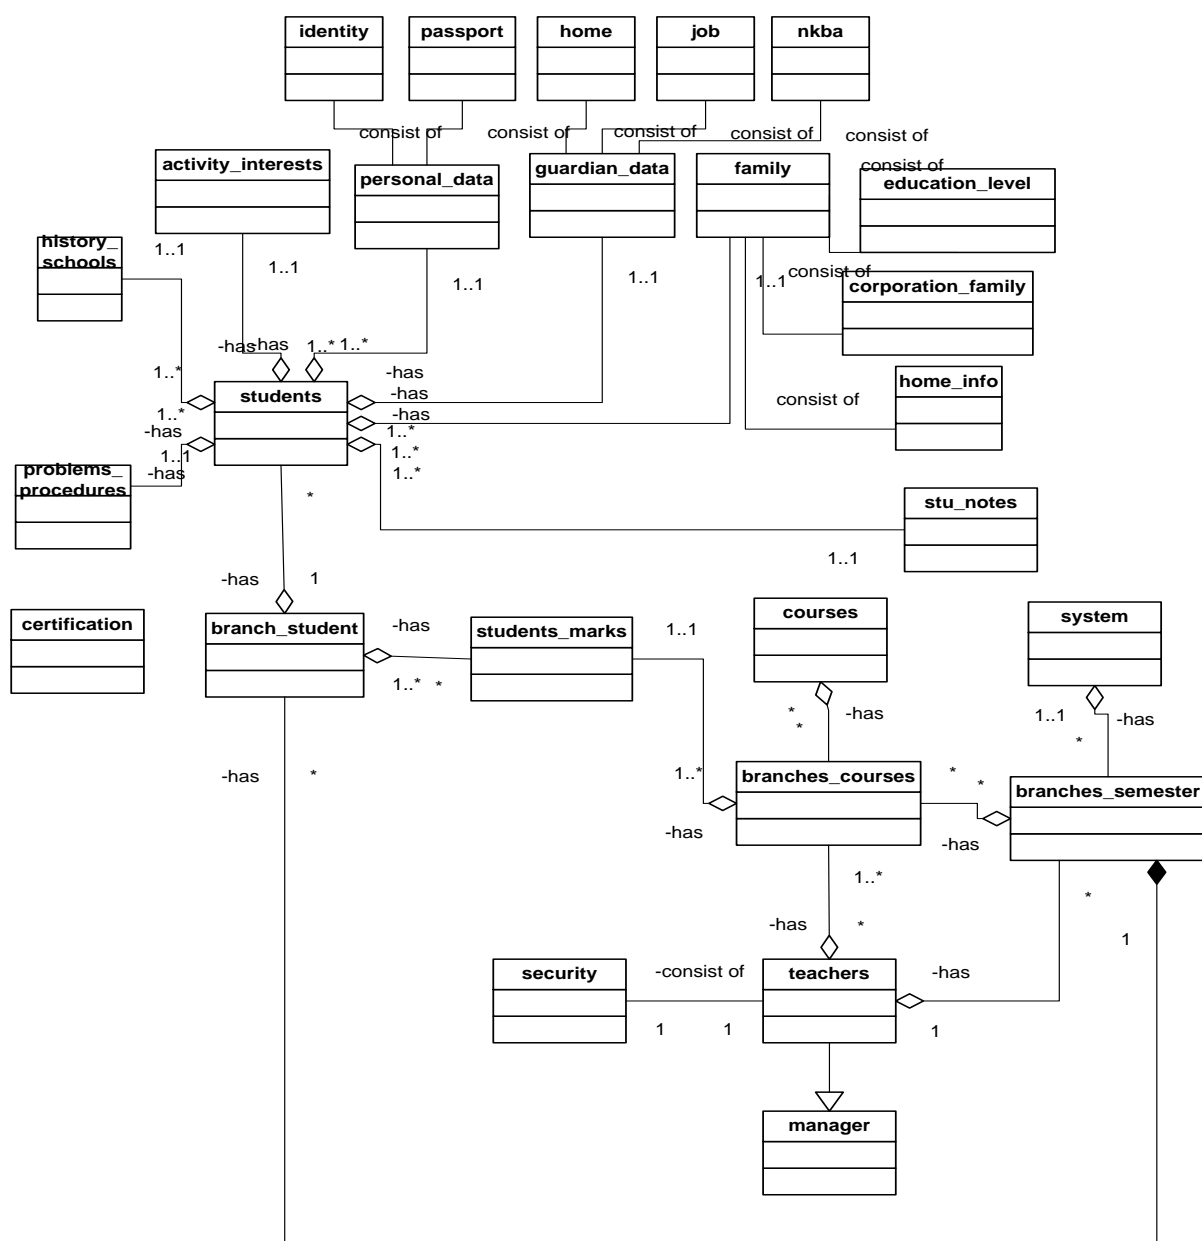 identity
passport
home
job
nkba
consist of
consist of
consist of
consist of
consist of
consist of
activity_interests
personal_data
guardian_data
family
education_level
history_
schools
1..1
1..1
1..1
1..1
1..1
consist of
corporation_family
-has
-has
1..*
1..*
1..*
-has
students
-has
home_info
consist of
1..*
-has
-has
1..*
1..1
1..*
-has
1..*
problems_
procedures
*
stu_notes
1..1
-has
1
certification
branch_student
-has
students_marks
1..1
courses
system
1..*
*
*
*
-has
1..1
-has
*
-has
*
1..*
branches_courses
*
*
branches_semester
-has
-has
1..*
*
-has
*
1
security
-consist of
teachers
-has
1
1
1
manager